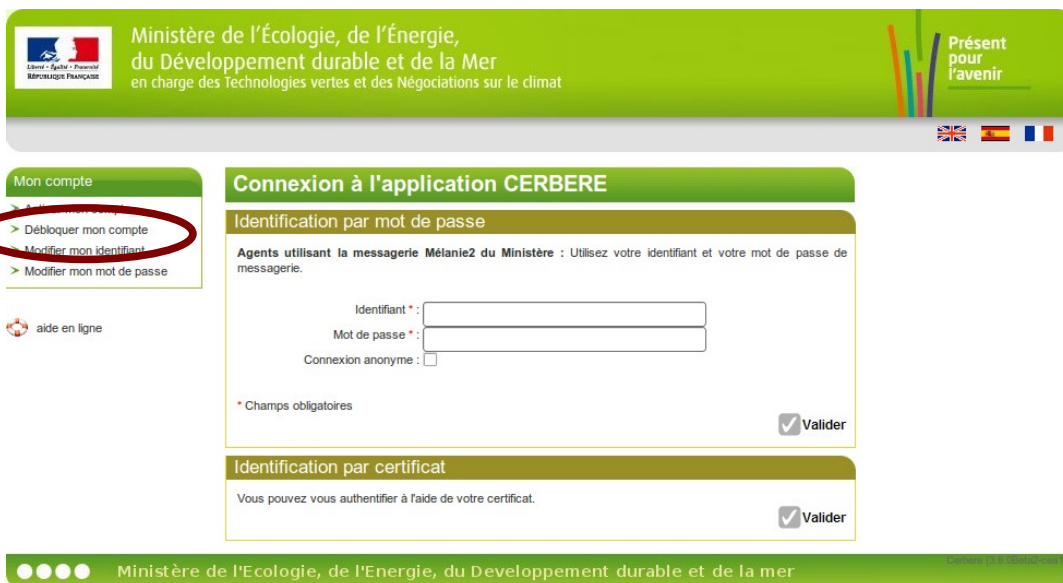 Ministère de l'Écologie, de l'Énergie,
du Développement durable et de la Mer
en charge des Technologies vertes et des Négociations sur le climat
Liberté • Égalité • Fraternité
RÉPUBLIQUE FRANÇAISE
Présent
pour
l'avenir
Mon compte
mon
Débloquer mon compte
Modifier mon identifiant
Modifier mon mot de passe
aide en ligne
Connexion à l'application CERBERE
Identification par mot de passe
Agents utilisant la messagerie Mélanie2 du Ministère : Utilisez votre identifiant et votre mot de passe de
messagerie.
Identifiant * :
Mot de passe * :
Connexion anonyme :
* Champs obligatoires
Valider
Identification par certificat
Vous pouvez vous authentifier à l'aide de votre certificat.
Valider
Ministère de l'Ecologie, de l'Energie, du Developpement durable et de la mer